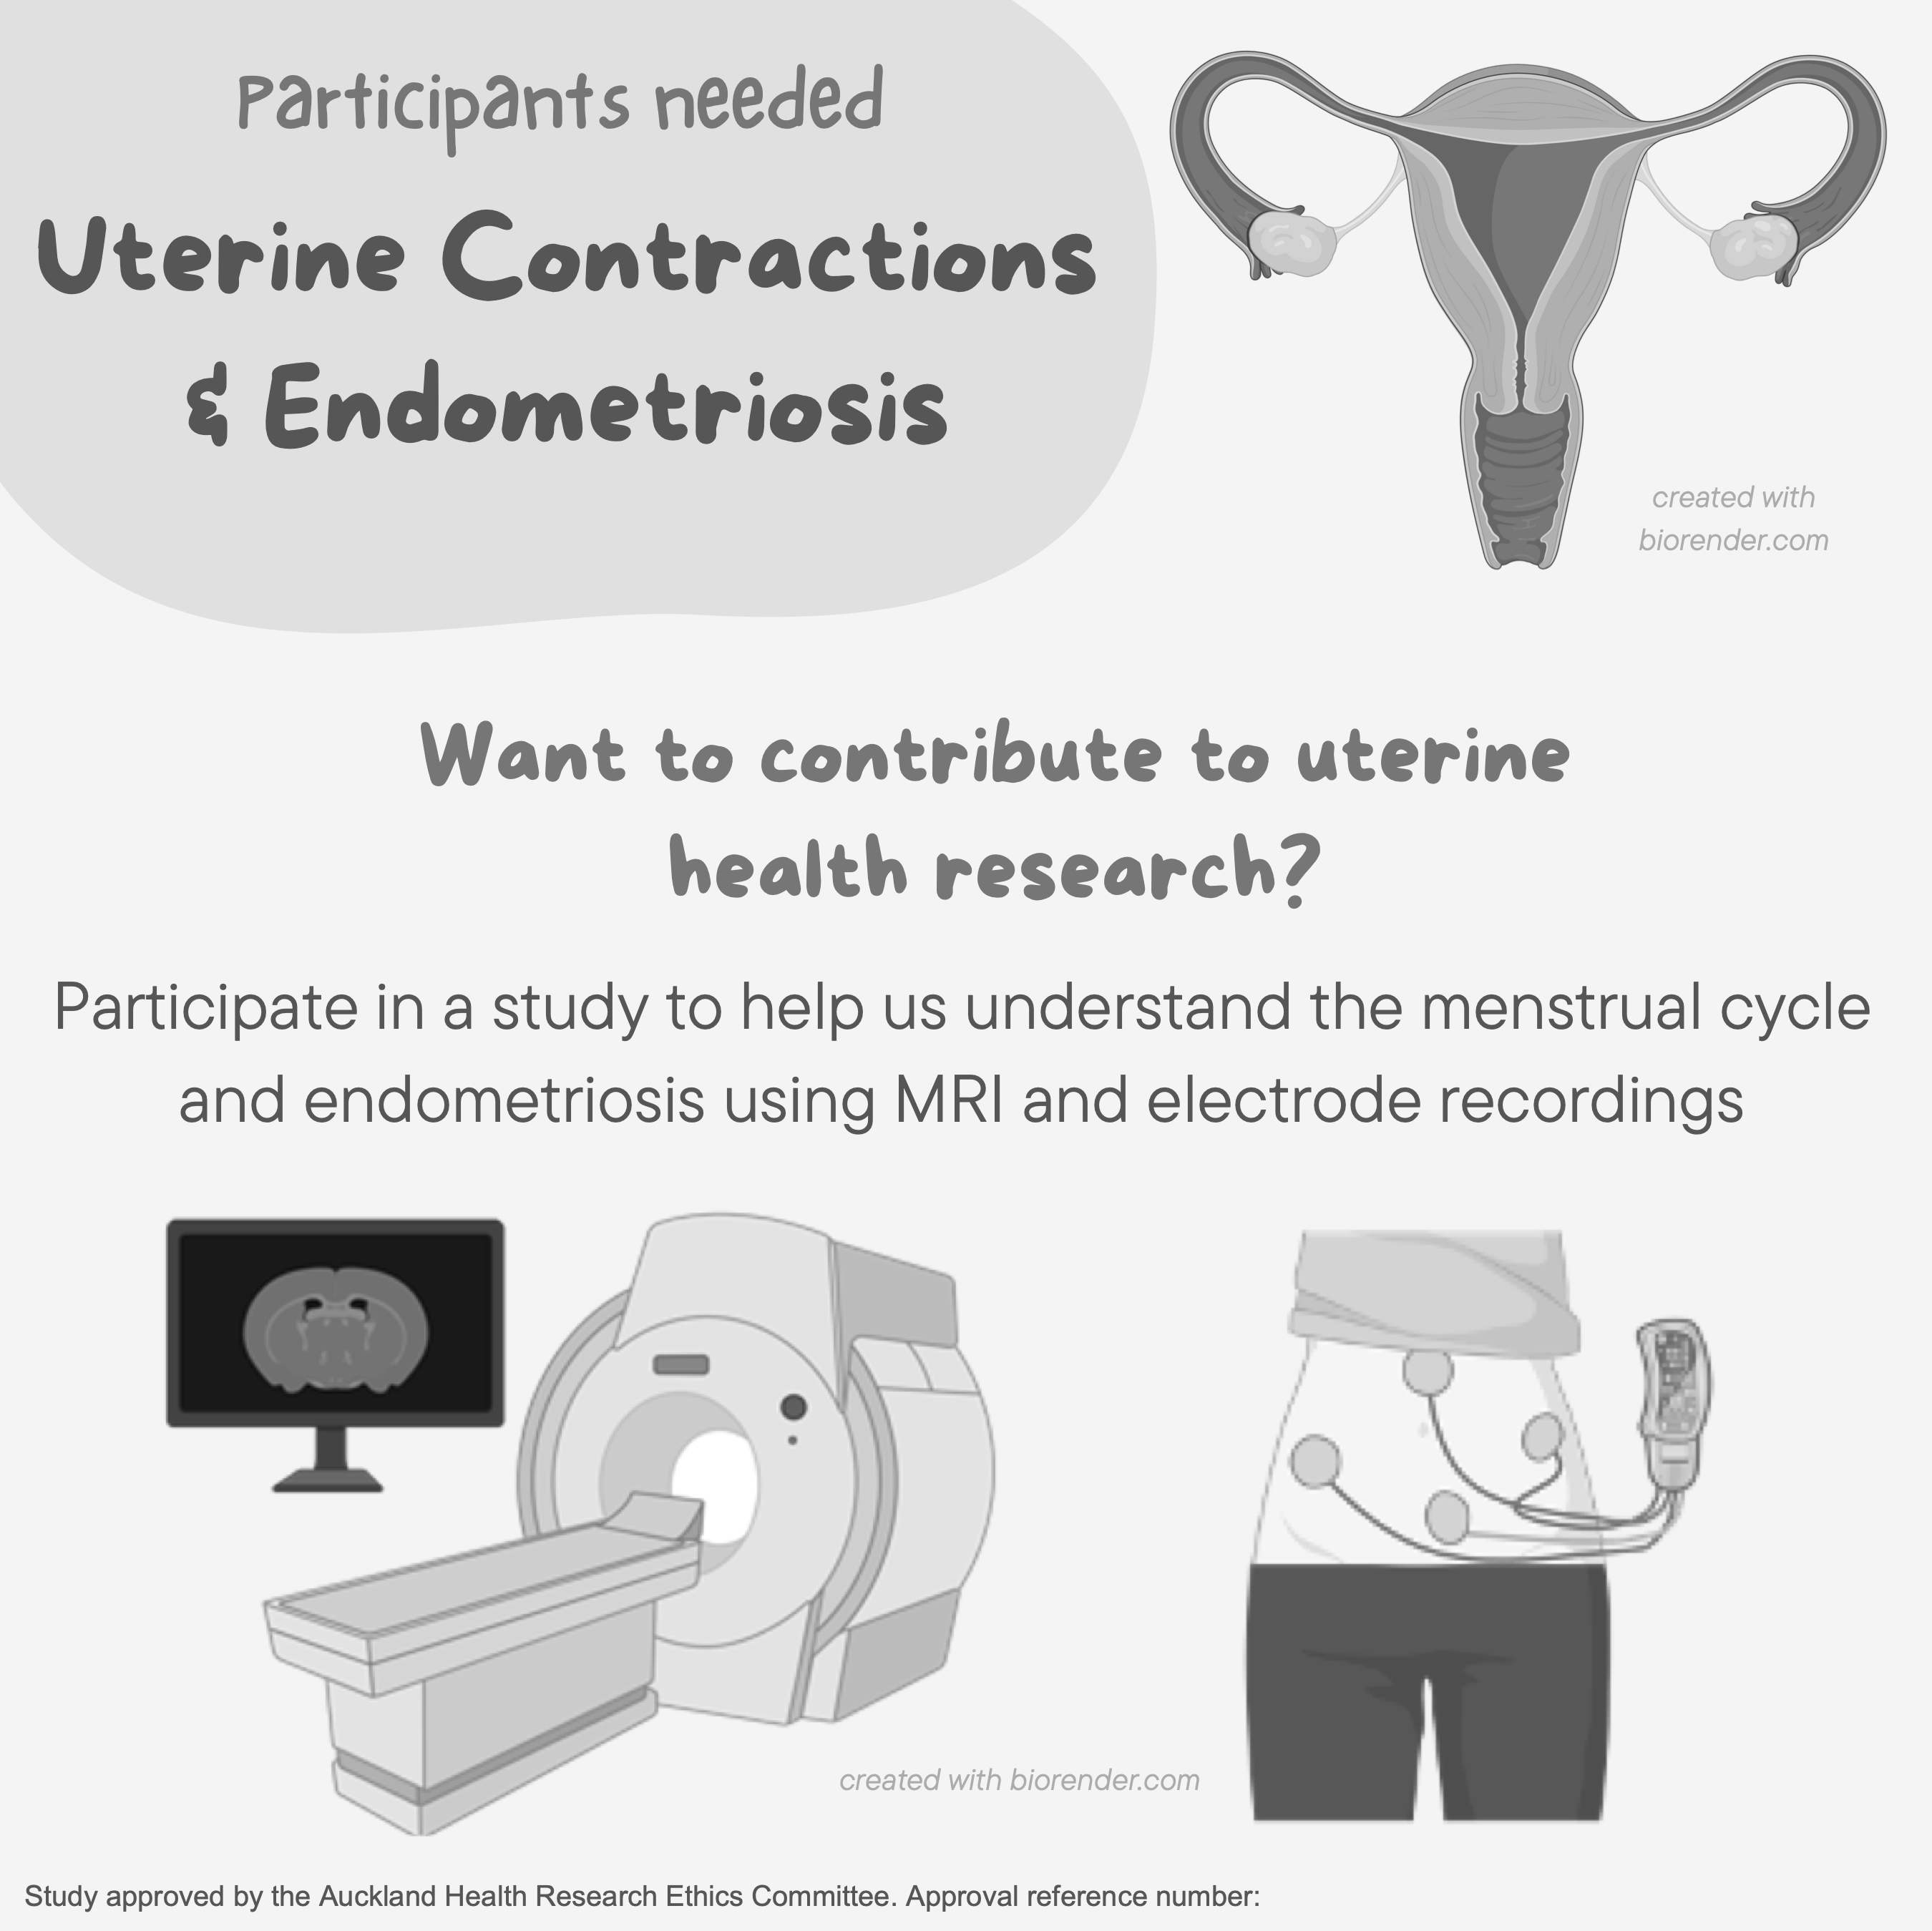 Participants needed
Uterine Contractions
& Endometriosis
created with
biorender.com
Want to contribute to uterine
health research?
Participate in a study to help us understand the menstrual cycle
and endometriosis using MRI and electrode recordings
created with biorender.com
Study approved by the Auckland Health Research Ethics Committee. Approval reference number: